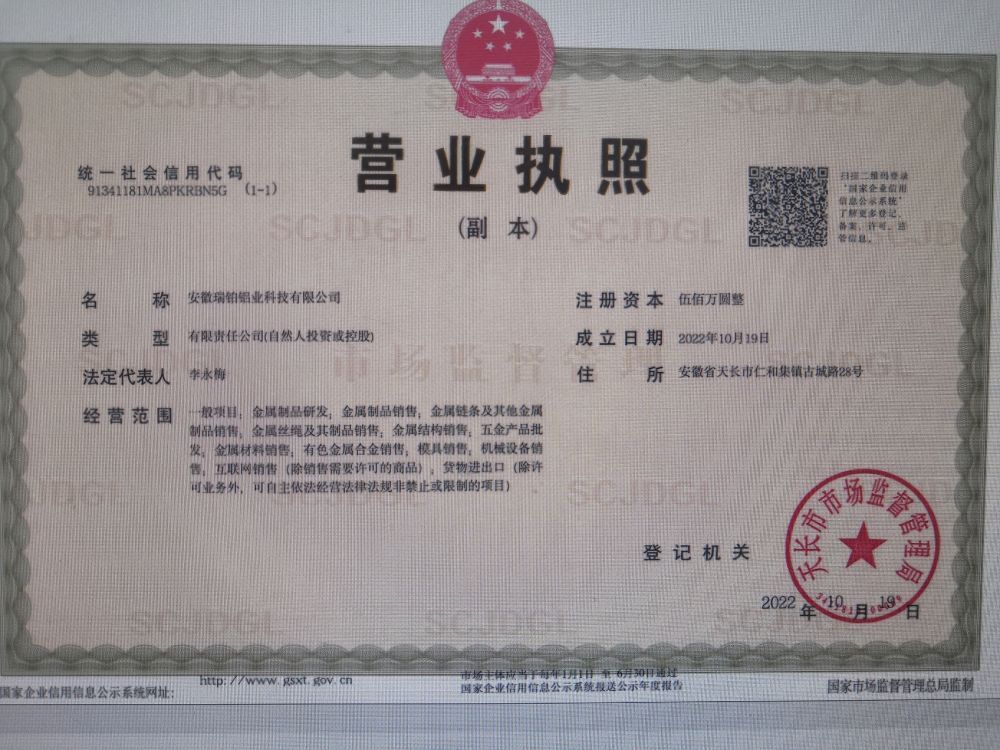 营业执照
(副 本)
统一社会信用代码
91341181MA8PKRBN5G (1-1)
扫描二维码登录
“国家企业信用
信息公示系统”
了解更多登记、
备案、许可、监
管信息。
名 称 安徽瑞铂铝业科技有限公司
类 型 有限责任公司(自然人投资或控股)
法定代表人 李永梅
经营范围 一般项目：金属制品研发，金属制品销售，金属链条及其他金属
制品销售，金属丝绳及其制品销售，金属结构销售，五金产品批
发，金属材料销售，有色金属合金销售，模具销售，机械设备销
售，互联网销售（除销售需要许可的商品），货物进出口（除许
可业务外，可自主依法经营法律法规非禁止或限制的项目）
注册资本 伍佰万圆整
成立日期 2022年10月19日
住 所 安徽省天长市仁和集镇古城路28号
登记机关
天长市市场监督管理局
2022 年 10 月 19 日
国家企业信用信息公示系统网址:
http://www.gsxt.gov.cn
市场主体应当于每年1月1日 至 6月30日通过
国家企业信用信息公示系统报送公示年度报告
国家市场监督管理总局监制
SCJDGL
市场监督管理